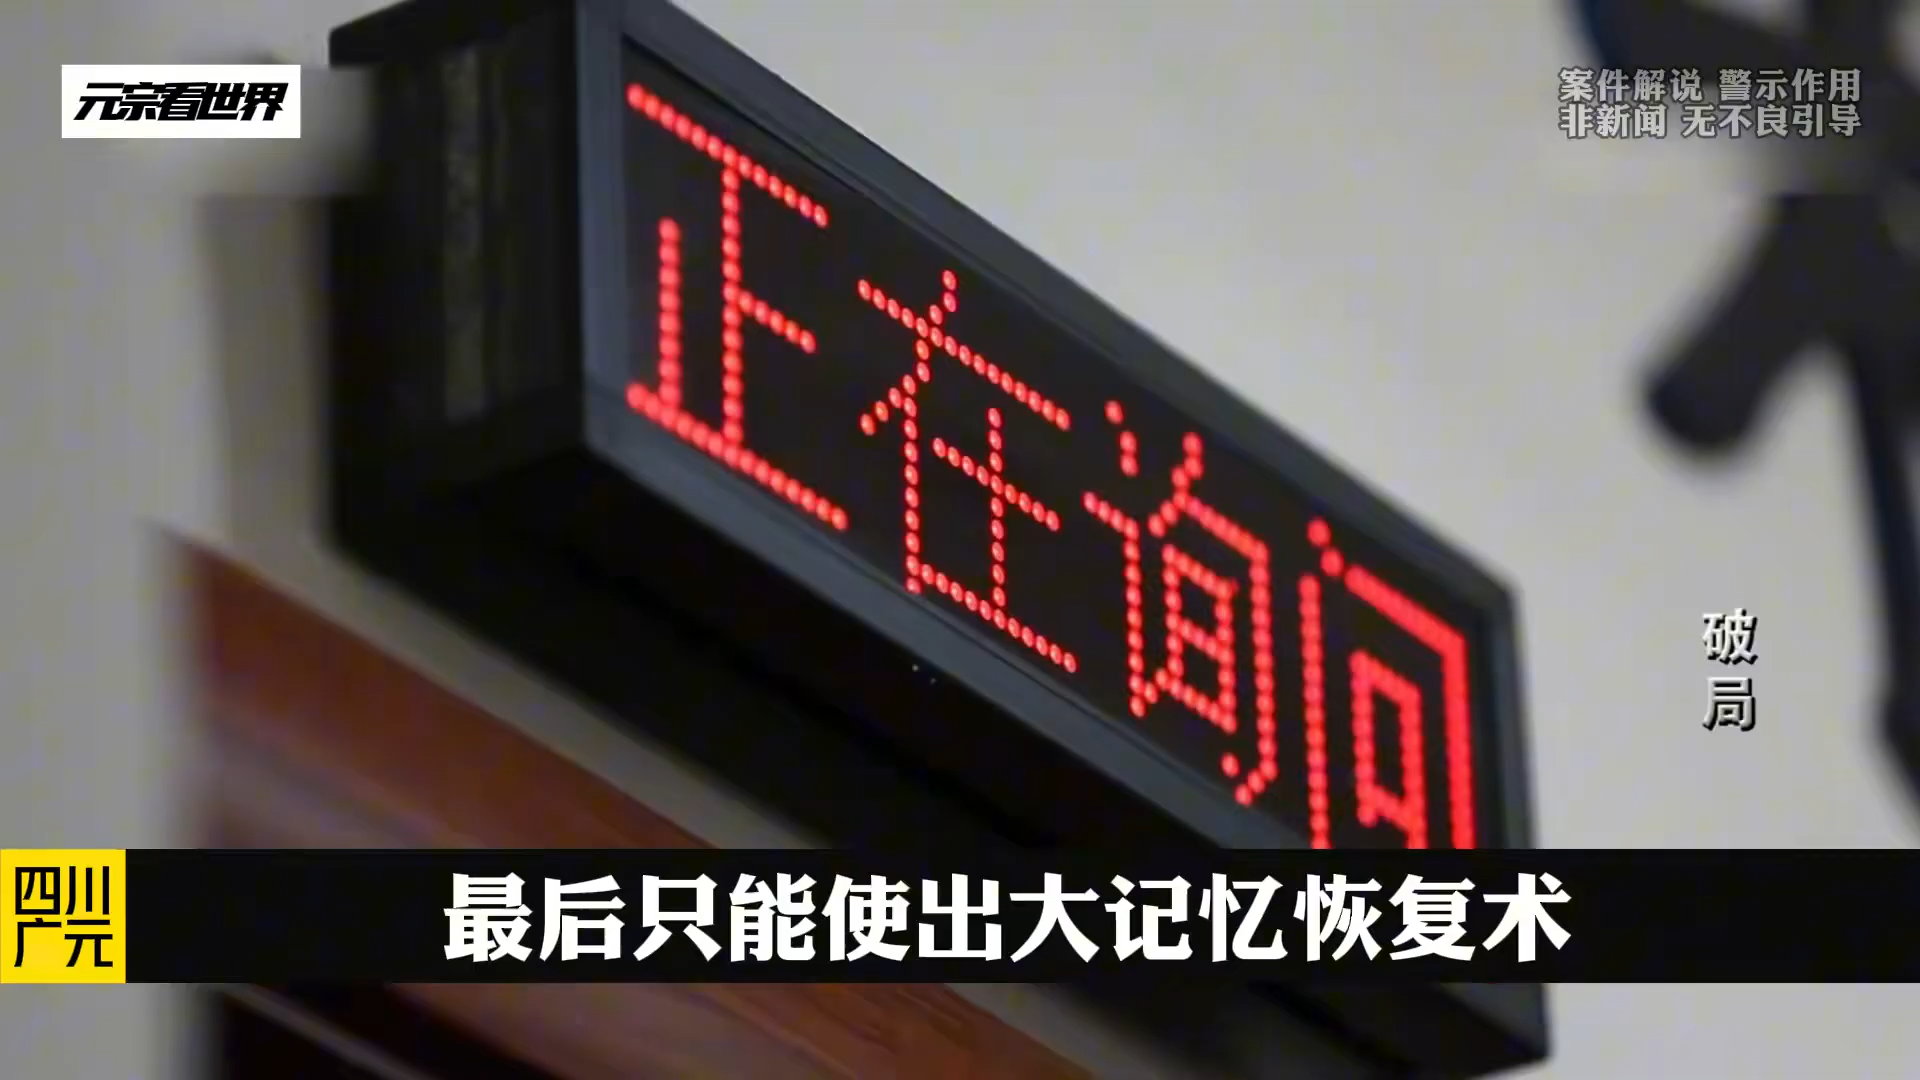 元宗看世界
案件解说 警示作用
非新闻 无不良引导
正在询问
破局
四川
广元
最后只能使出大记忆恢复术